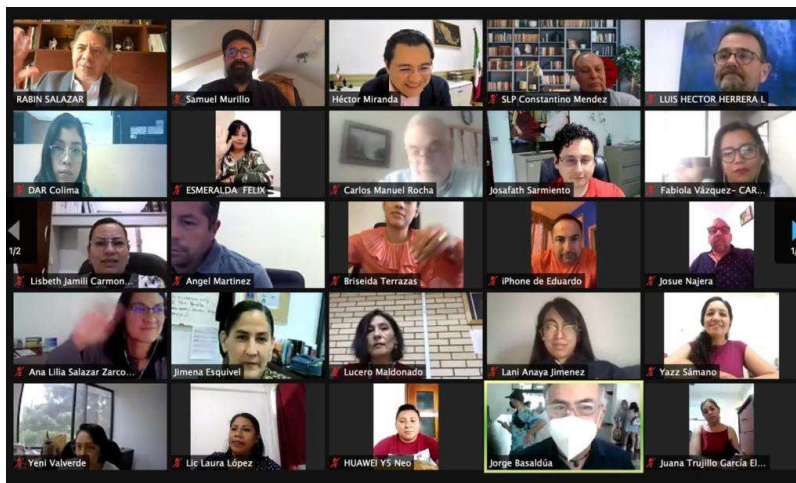 RABIN SALAZAR
Samuel Murillo
Héctor Miranda
SLP Constantino Mendez
LUIS HECTOR HERRERA L
DAR Colima
ESMERALDA FELIX
Carlos Manuel Rocha
Josafath Sarmiento
Fabiola Vázquez- CAR...
1/2
Lisbeth Jamili Carmon...
Angel Martinez
Briseida Terrazas
iPhone de Eduardo
Josue Najera
1/
Ana Lilia Salazar Zarco...
Jimena Esquivel
Lucero Maldonado
Lani Anaya Jimenez
Yazz Sámano
Yeni Valverde
Lic Laura López
HUAWEI Y5 Neo
Jorge Basaldúa
Juana Trujillo García El...